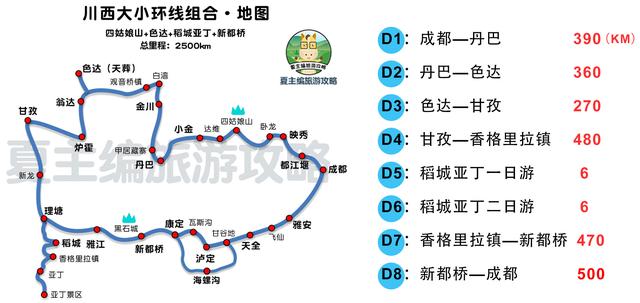 川西大小环线组合·地图
四姑娘山+色达+稻城亚丁+新都桥
总里程：2500km
夏主编旅游攻略
夏主编旅游攻略
色达（天葬）
观音桥镇
白湾
翁达
金川
甘孜
炉霍
小金
达维
四姑娘山
卧龙
映秀
甲居藏寨
丹巴
都江堰
成都
夏主编旅游攻略
新龙
理塘
黑石城
康定
瓦斯沟
雅安
稻城
雅江
新都桥
甘谷地
天全
飞仙
香格里拉镇
泸定
亚丁
海螺沟
亚丁景区
D1： 成都—丹巴 390 (KM)
D2： 丹巴—色达 360
D3： 色达—甘孜 270
D4： 甘孜—香格里拉镇 480
D5： 稻城亚丁一日游 6
D6： 稻城亚丁二日游 6
D7： 香格里拉镇—新都桥 470
D8： 新都桥—成都 500